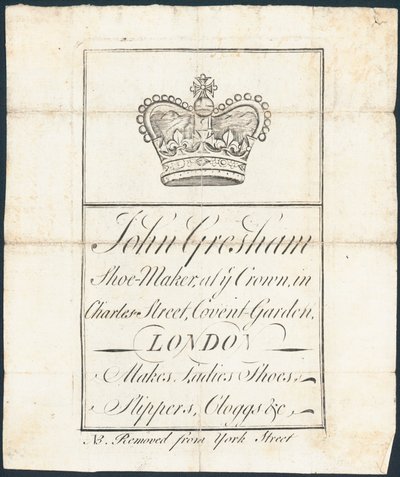 John Gresham
Shoe-Maker, at ÿ Crown, in
Charles-Street, Covent-Garden,
LONDON
Makes Ladies Shoes,
Slippers, Cloggs &c
NB. Removed from York Street